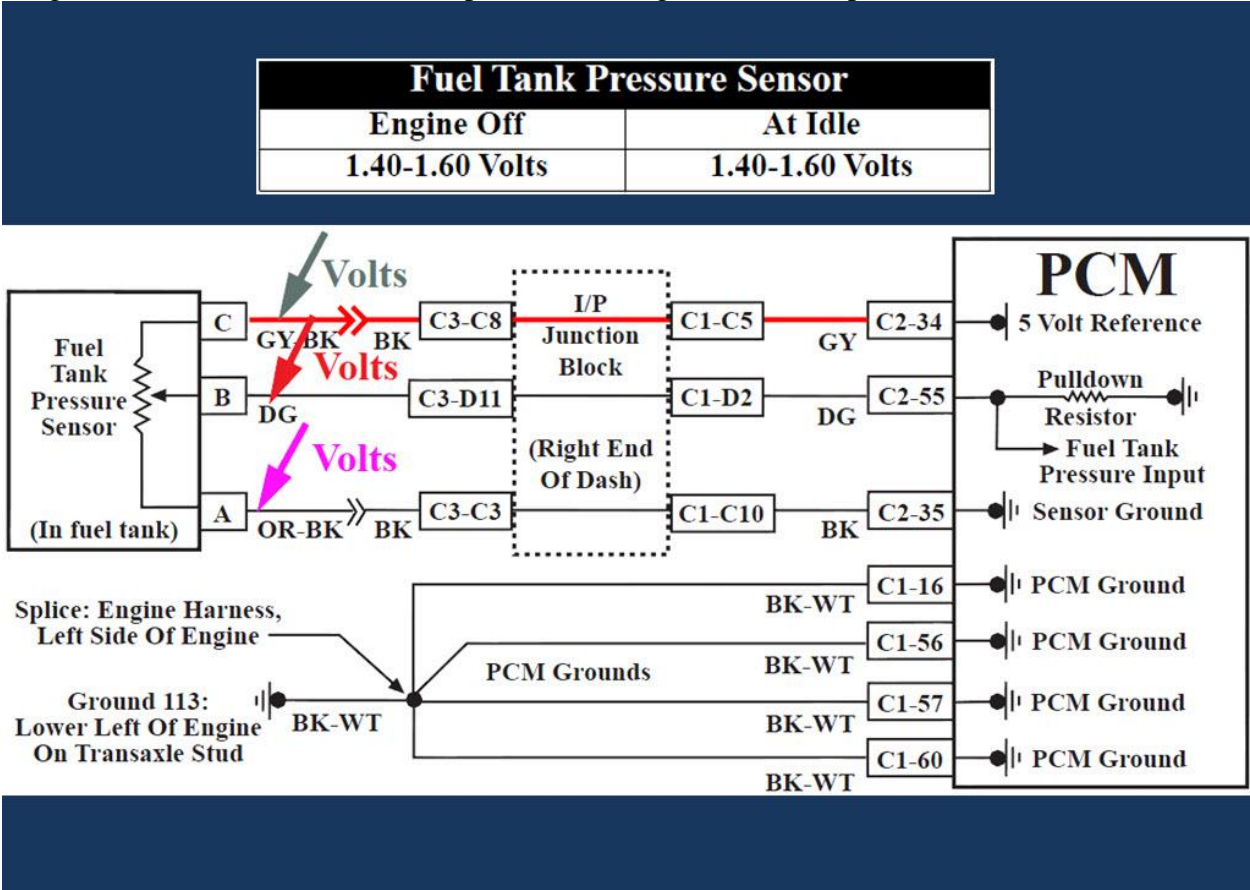 Fuel Tank Pressure Sensor
Engine Off At Idle
1.40-1.60 Volts 1.40-1.60 Volts
Volts
Volts
Volts
Fuel
Tank
Pressure
Sensor
(In fuel tank)
C
B
A
GY-BK BK
DG
OR-BK BK
C3-C8
C3-D11
C3-C3
I/P
Junction
Block
(Right End
Of Dash)
C1-C5
C1-D2
C1-C10
GY
DG
BK
C2-34
C2-55
C2-35
PCM
5 Volt Reference
Pulldown
Resistor
Fuel Tank
Pressure Input
Sensor Ground
Splice: Engine Harness,
Left Side Of Engine
Ground 113:
Lower Left Of Engine
On Transaxle Stud
BK-WT
PCM Grounds
BK-WT C1-16 PCM Ground
BK-WT C1-56 PCM Ground
BK-WT C1-57 PCM Ground
BK-WT C1-60 PCM Ground